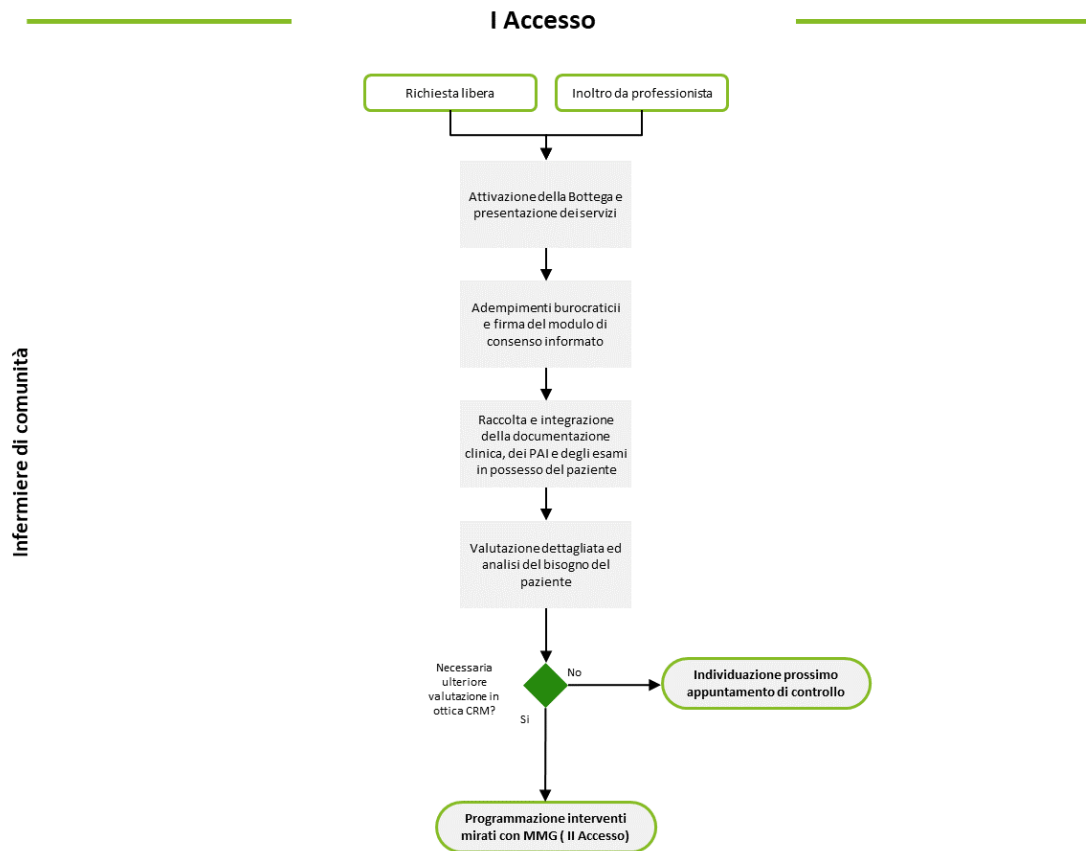 I Accesso
Richiesta libera
Inoltro da professionista
Attivazione della Bottega e
presentazione dei servizi
Adempimenti burocraticii
e firma del modulo di
consenso informato
Raccolta e integrazione
della documentazione
clinica, dei PAI e degli esami
in possesso del paziente
Infermiere di comunità
Valutazione dettagliata ed
analisi del bisogno del
paziente
Necessaria
ulteriore
valutazione in
ottica CRM?
No
Individuazione prossimo
appuntamento di controllo
Si
Programmazione interventi
mirati con MMG ( II Accesso)